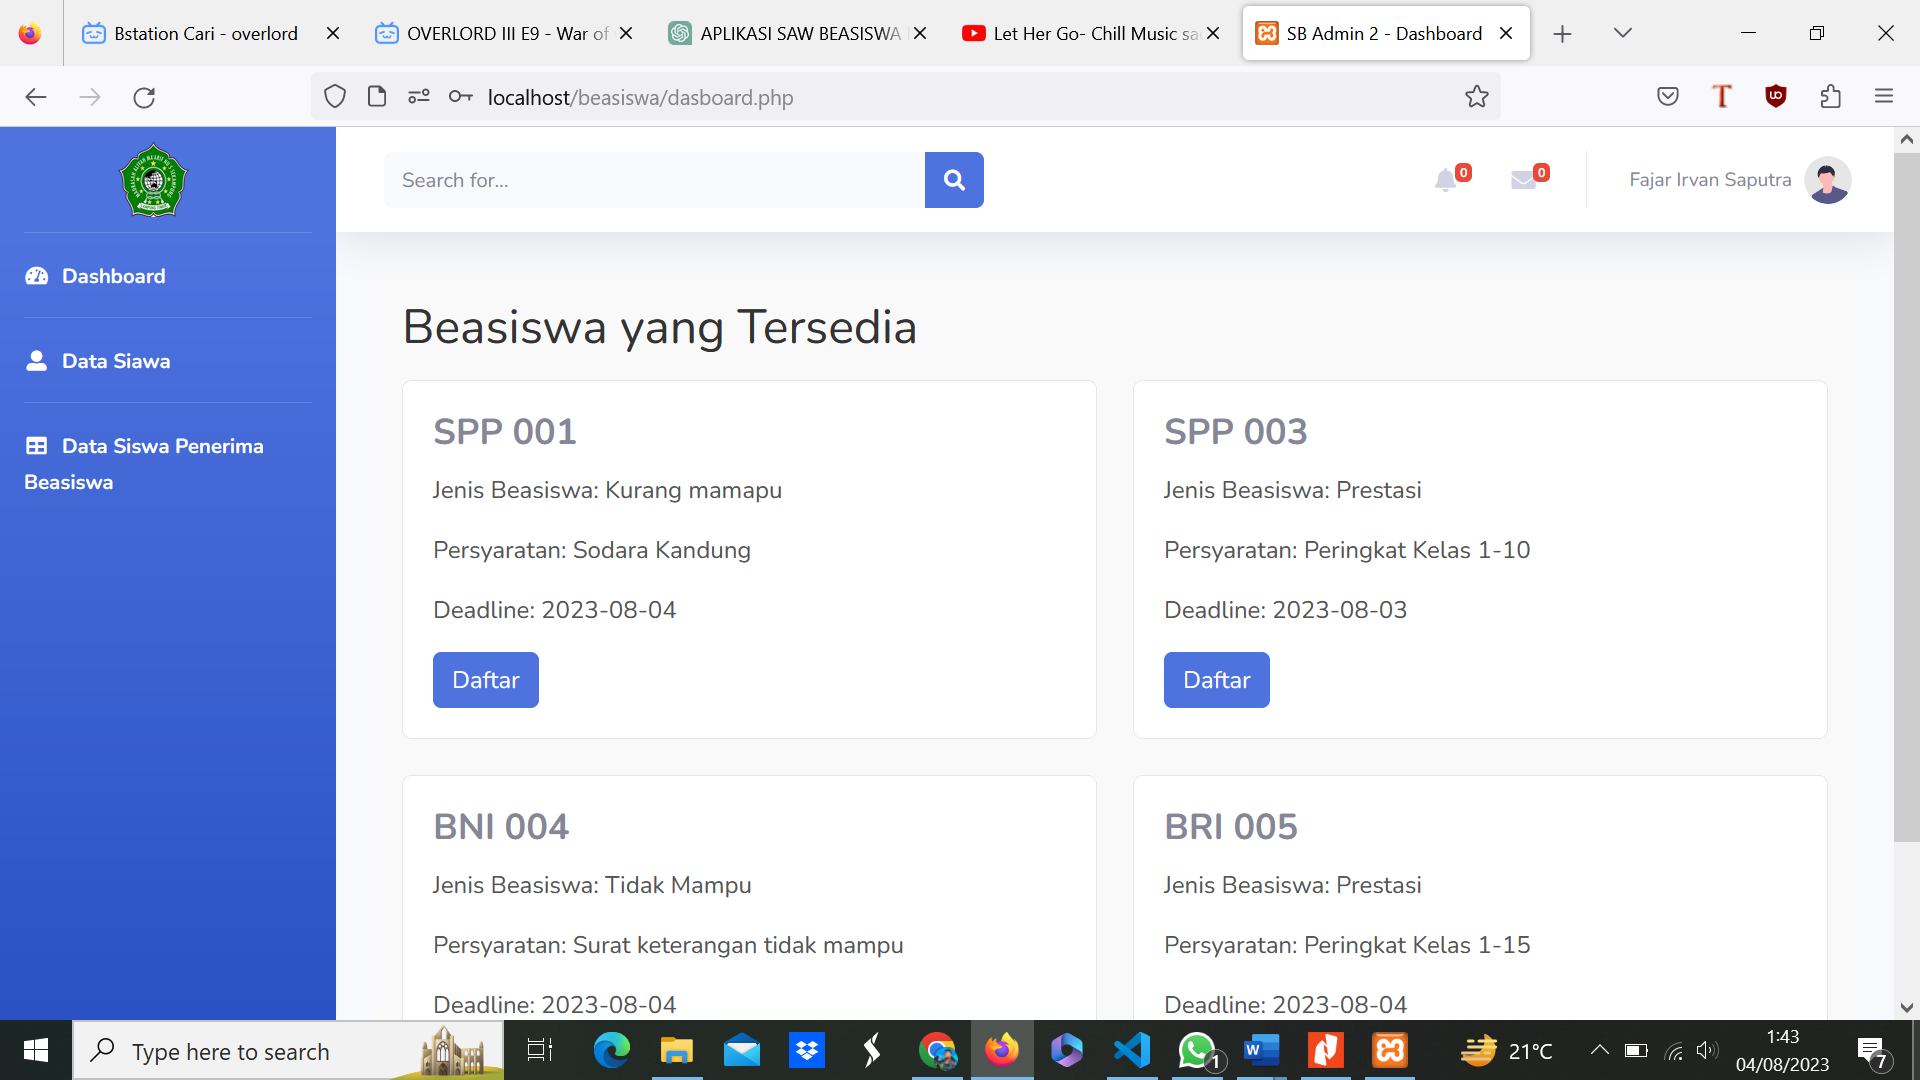 Bstation Cari - overlord
OVERLORD III E9 - War of
APLIKASI SAW BEASISWA
Let Her Go- Chill Music sa
SB Admin 2 - Dashboard
localhost/beasiswa/dasboard.php
Search for...
0
0
Fajar Irvan Saputra
Dashboard
Data Siawa
Data Siswa Penerima
Beasiswa
Beasiswa yang Tersedia
SPP 001
Jenis Beasiswa: Kurang mamapu
Persyaratan: Sodara Kandung
Deadline: 2023-08-04
Daftar
SPP 003
Jenis Beasiswa: Prestasi
Persyaratan: Peringkat Kelas 1-10
Deadline: 2023-08-03
Daftar
BNI 004
Jenis Beasiswa: Tidak Mampu
Persyaratan: Surat keterangan tidak mampu
Deadline: 2023-08-04
BRI 005
Jenis Beasiswa: Prestasi
Persyaratan: Peringkat Kelas 1-15
Deadline: 2023-08-04
Type here to search
1
21°C
1:43
04/08/2023
7